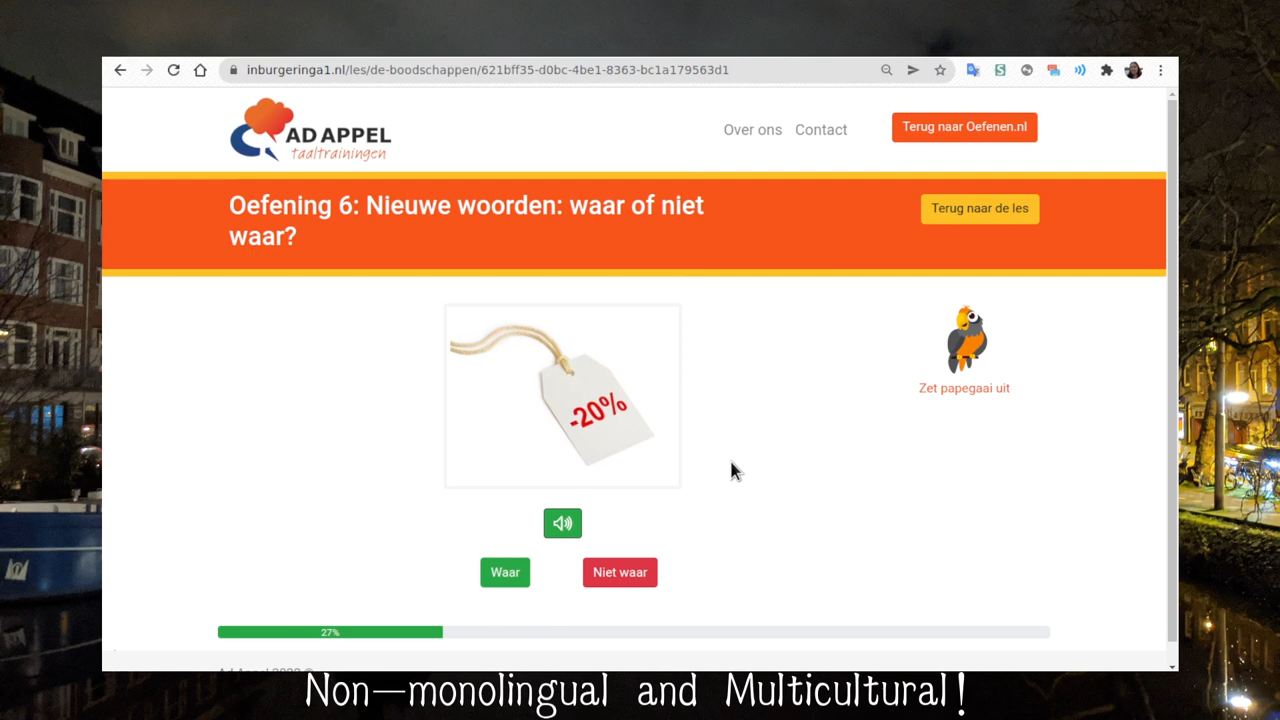 inburgeringa1.nl/les/de-boodschappen/621bff35-d0bc-4be1-8363-bc1a179563d1
AD APPEL
taaltrainingen
Over ons Contact
Terug naar Oefenen.nl
Oefening 6: Nieuwe woorden: waar of niet
waar?
Terug naar de les
-20%
Zet papegaai uit
Waar
Niet waar
27%
Non—monolingual and Multicultural!